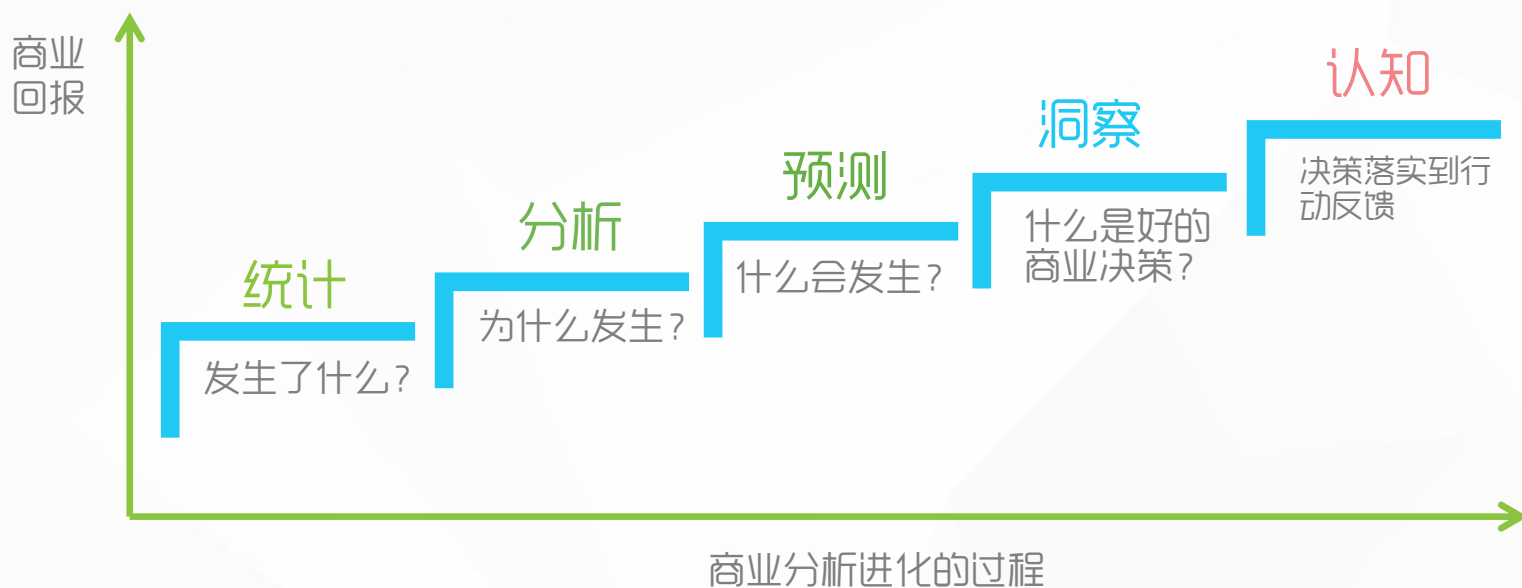 商业
回报
统计
发生了什么?
分析
为什么发生?
预测
什么会发生?
洞察
什么是好的
商业决策?
认知
决策落实到行
动反馈
商业分析进化的过程